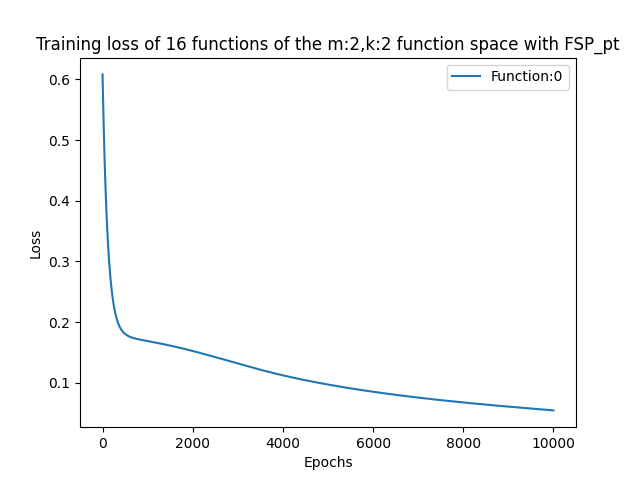 Training loss of 16 functions of the m:2,k:2 function space with FSP_pt
Function:0
0.6
0.5
0.4
0.3
0.2
0.1
Loss
0 2000 4000 6000 8000 10000
Epochs